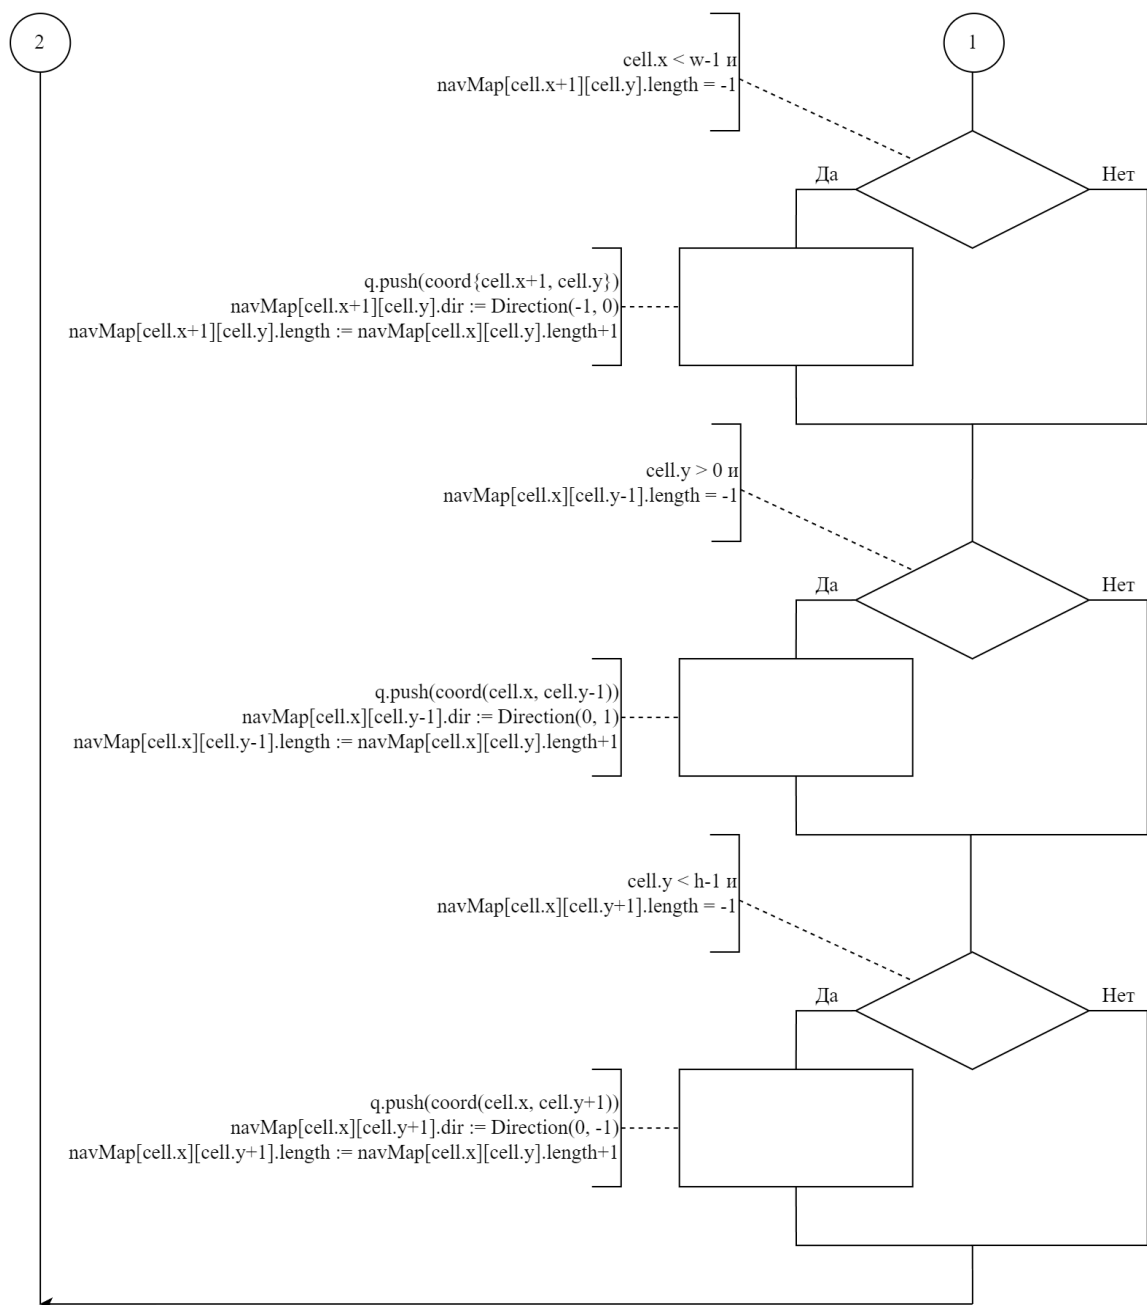 2
1
cell.x < w-1 и
navMap[cell.x+1][cell.y].length = -1
Да
Нет
q.push(coord{cell.x+1, cell.y})
navMap[cell.x+1][cell.y].dir := Direction(-1, 0)
navMap[cell.x+1][cell.y].length := navMap[cell.x][cell.y].length+1
cell.y > 0 и
navMap[cell.x][cell.y-1].length = -1
Да
Нет
q.push(coord(cell.x, cell.y-1))
navMap[cell.x][cell.y-1].dir := Direction(0, 1)
navMap[cell.x][cell.y-1].length := navMap[cell.x][cell.y].length+1
cell.y < h-1 и
navMap[cell.x][cell.y+1].length = -1
Да
Нет
q.push(coord(cell.x, cell.y+1))
navMap[cell.x][cell.y+1].dir := Direction(0, -1)
navMap[cell.x][cell.y+1].length := navMap[cell.x][cell.y].length+1